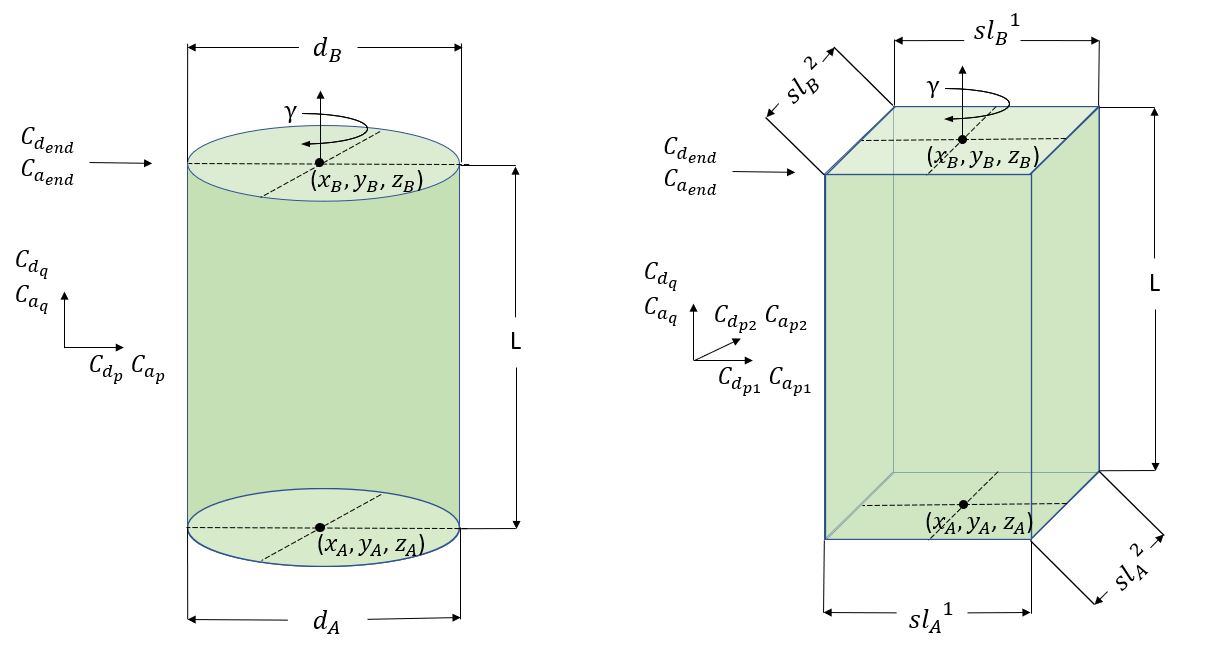 d_B
γ
C_{d_{end}}
C_{a_{end}}
(x_B, y_B, z_B)
C_{d_q}
C_{a_q}
C_{d_p} C_{a_p}
L
(x_A, y_A, z_A)
d_A
sl_B^1
sl_B^2
γ
C_{d_{end}}
C_{a_{end}}
(x_B, y_B, z_B)
C_{d_q}
C_{a_q}
C_{d_{p2}} C_{a_{p2}}
C_{d_{p1}} C_{a_{p1}}
L
(x_A, y_A, z_A)
sl_A^2
sl_A^1